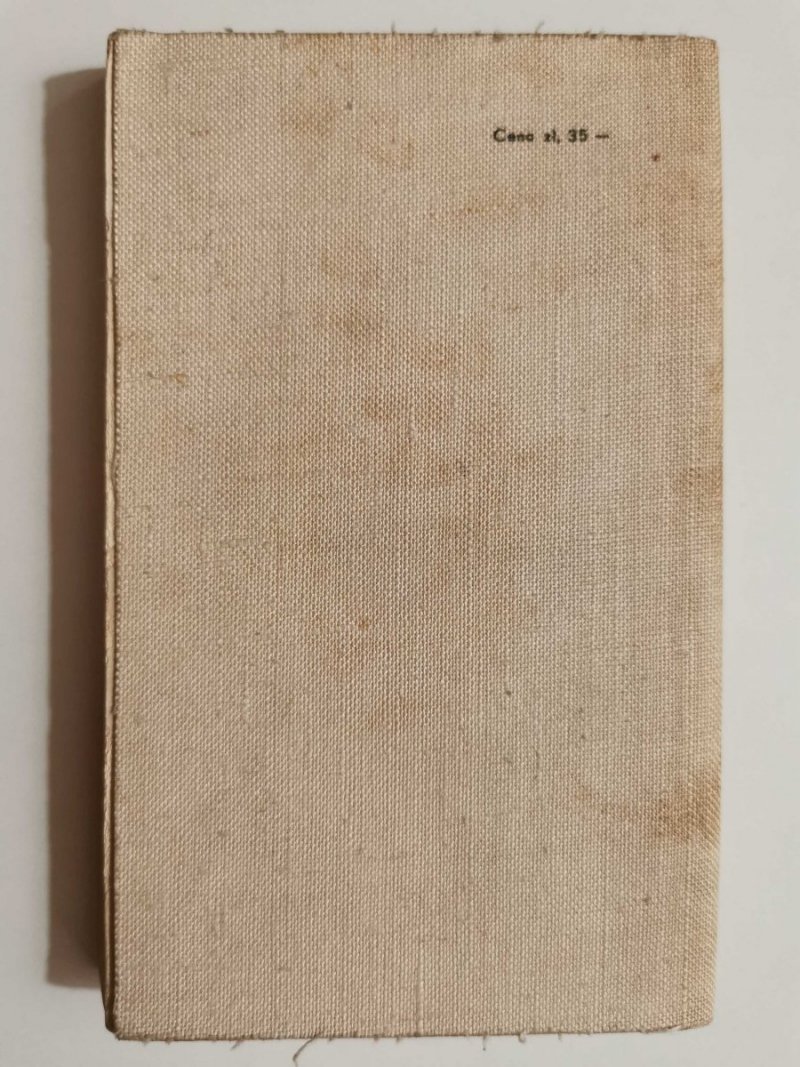 Cena zł, 35 —